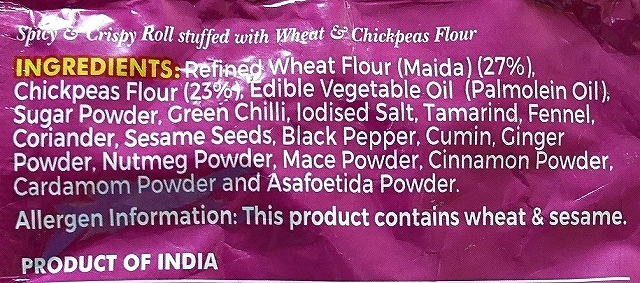 Spicy & Crispy Roll stuffed with Wheat & Chickpeas Flour
INGREDIENTS: Refined Wheat Flour (Maida) (27%),
Chickpeas Flour (23%), Edible Vegetable Oil (Palmolein Oil),
Sugar Powder, Green Chilli, Iodised Salt, Tamarind, Fennel,
Coriander, Sesame Seeds, Black Pepper, Cumin, Ginger
Powder, Nutmeg Powder, Mace Powder, Cinnamon Powder,
Cardamom Powder and Asafoetida Powder.
Allergen Information: This product contains wheat & sesame.
PRODUCT OF INDIA